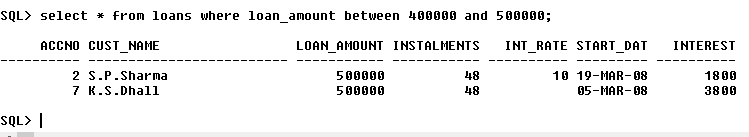 SQL> select * from loans where loan_amount between 400000 and 500000;
ACCNO CUST_NAME LOAN_AMOUNT INSTALMENTS INT_RATE START_DAT INTEREST
---------- ------------------------------ ----------- ----------- ---------- --------- ----------
2 S.P.Sharma 500000 48 10 19-MAR-08 1800
7 K.S.Dhall 500000 48 05-MAR-08 3800
SQL>